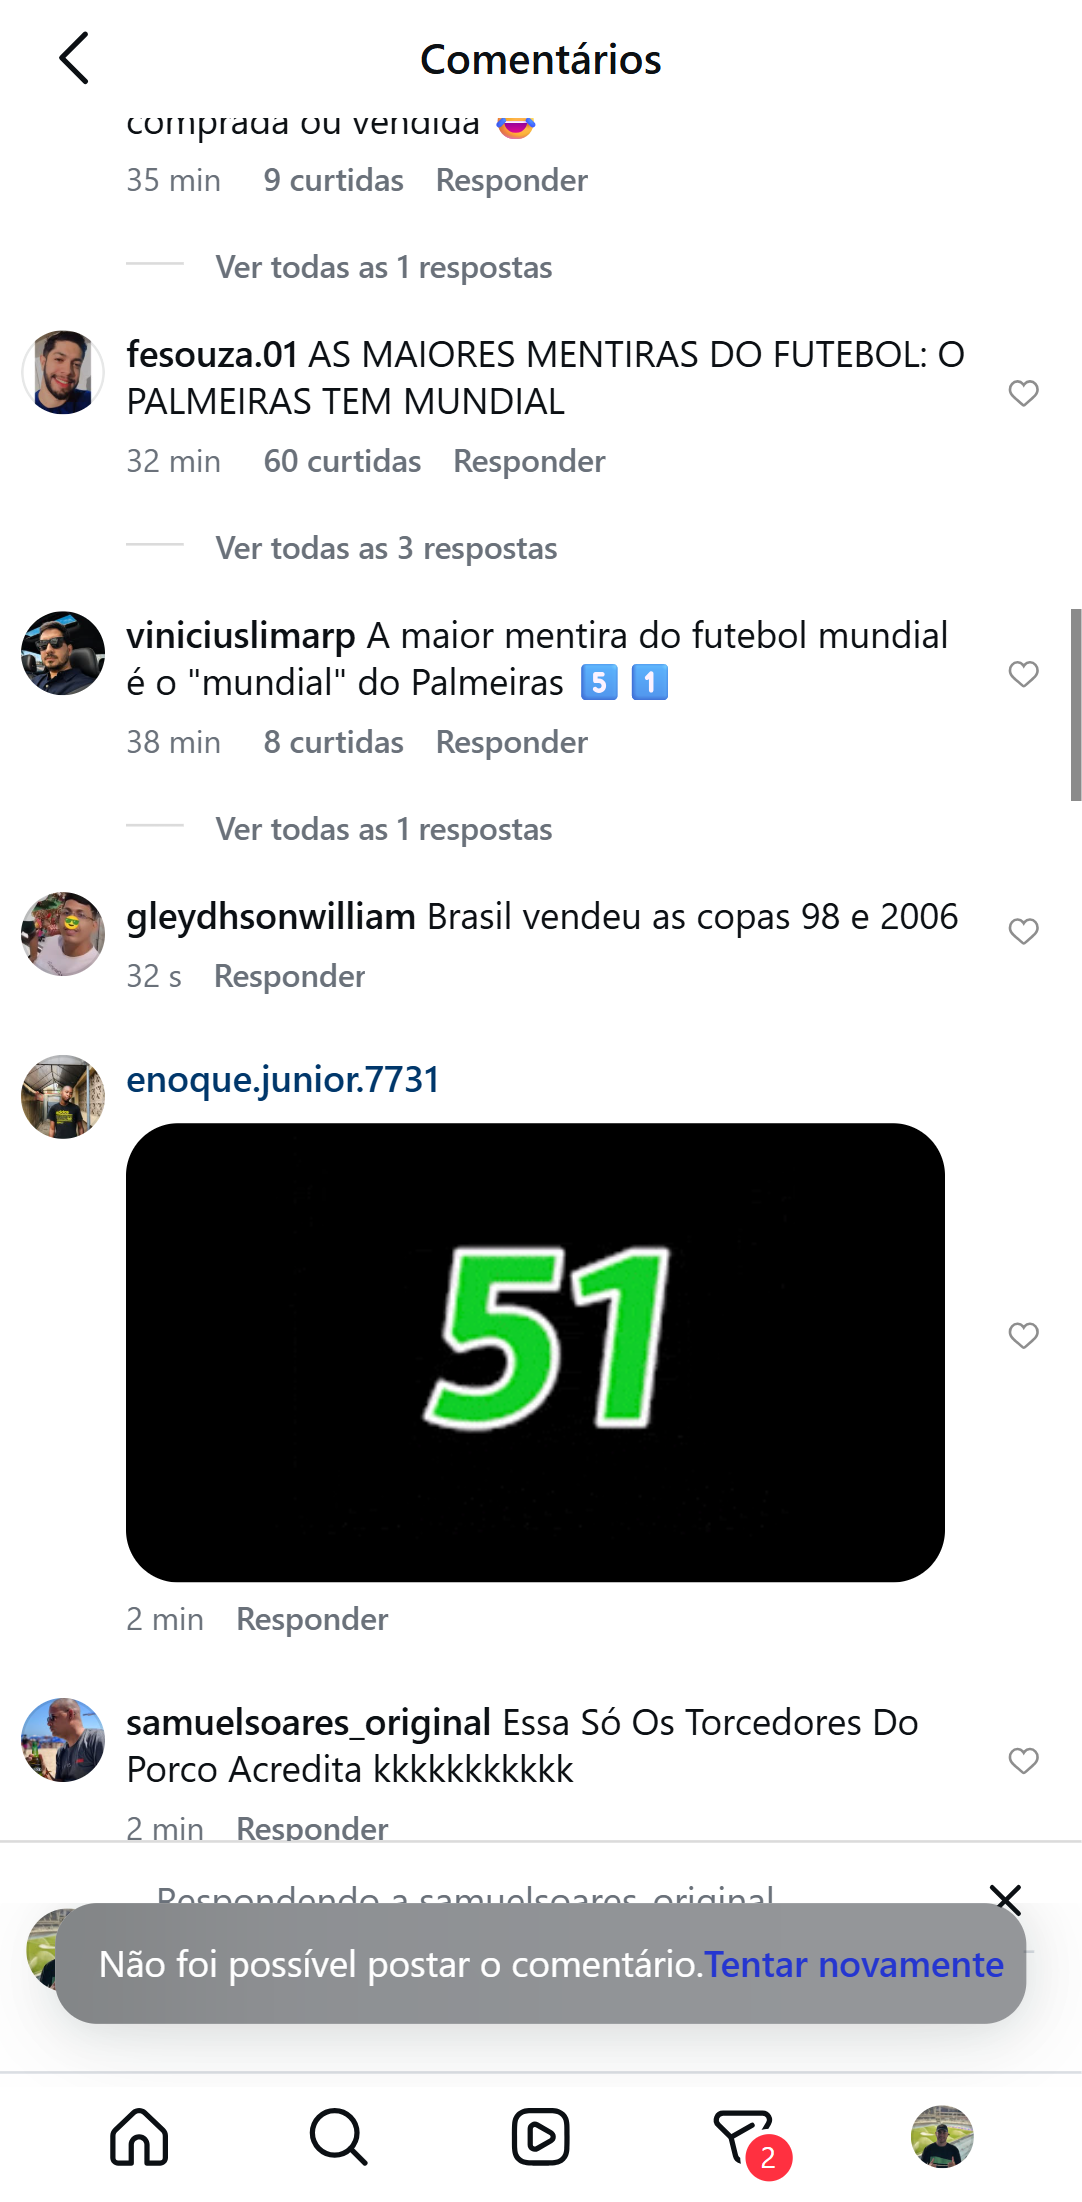 Comentários
comprada ou vendida 😂
35 min 9 curtidas Responder
Ver todas as 1 respostas
fesouza.01 AS MAIORES MENTIRAS DO FUTEBOL: O
PALMEIRAS TEM MUNDIAL
32 min 60 curtidas Responder
Ver todas as 3 respostas
viniciuslimarp A maior mentira do futebol mundial
é o "mundial" do Palmeiras 5️⃣ 1️⃣
38 min 8 curtidas Responder
Ver todas as 1 respostas
gleydhsonwilliam Brasil vendeu as copas 98 e 2006
32 s Responder
enoque.junior.7731
51
2 min Responder
samuelsoares_original Essa Só Os Torcedores Do
Porco Acredita kkkkkkkkkkk
2 min Responder
Respondendo a samuelsoares_original
Não foi possível postar o comentário.Tentar novamente
2